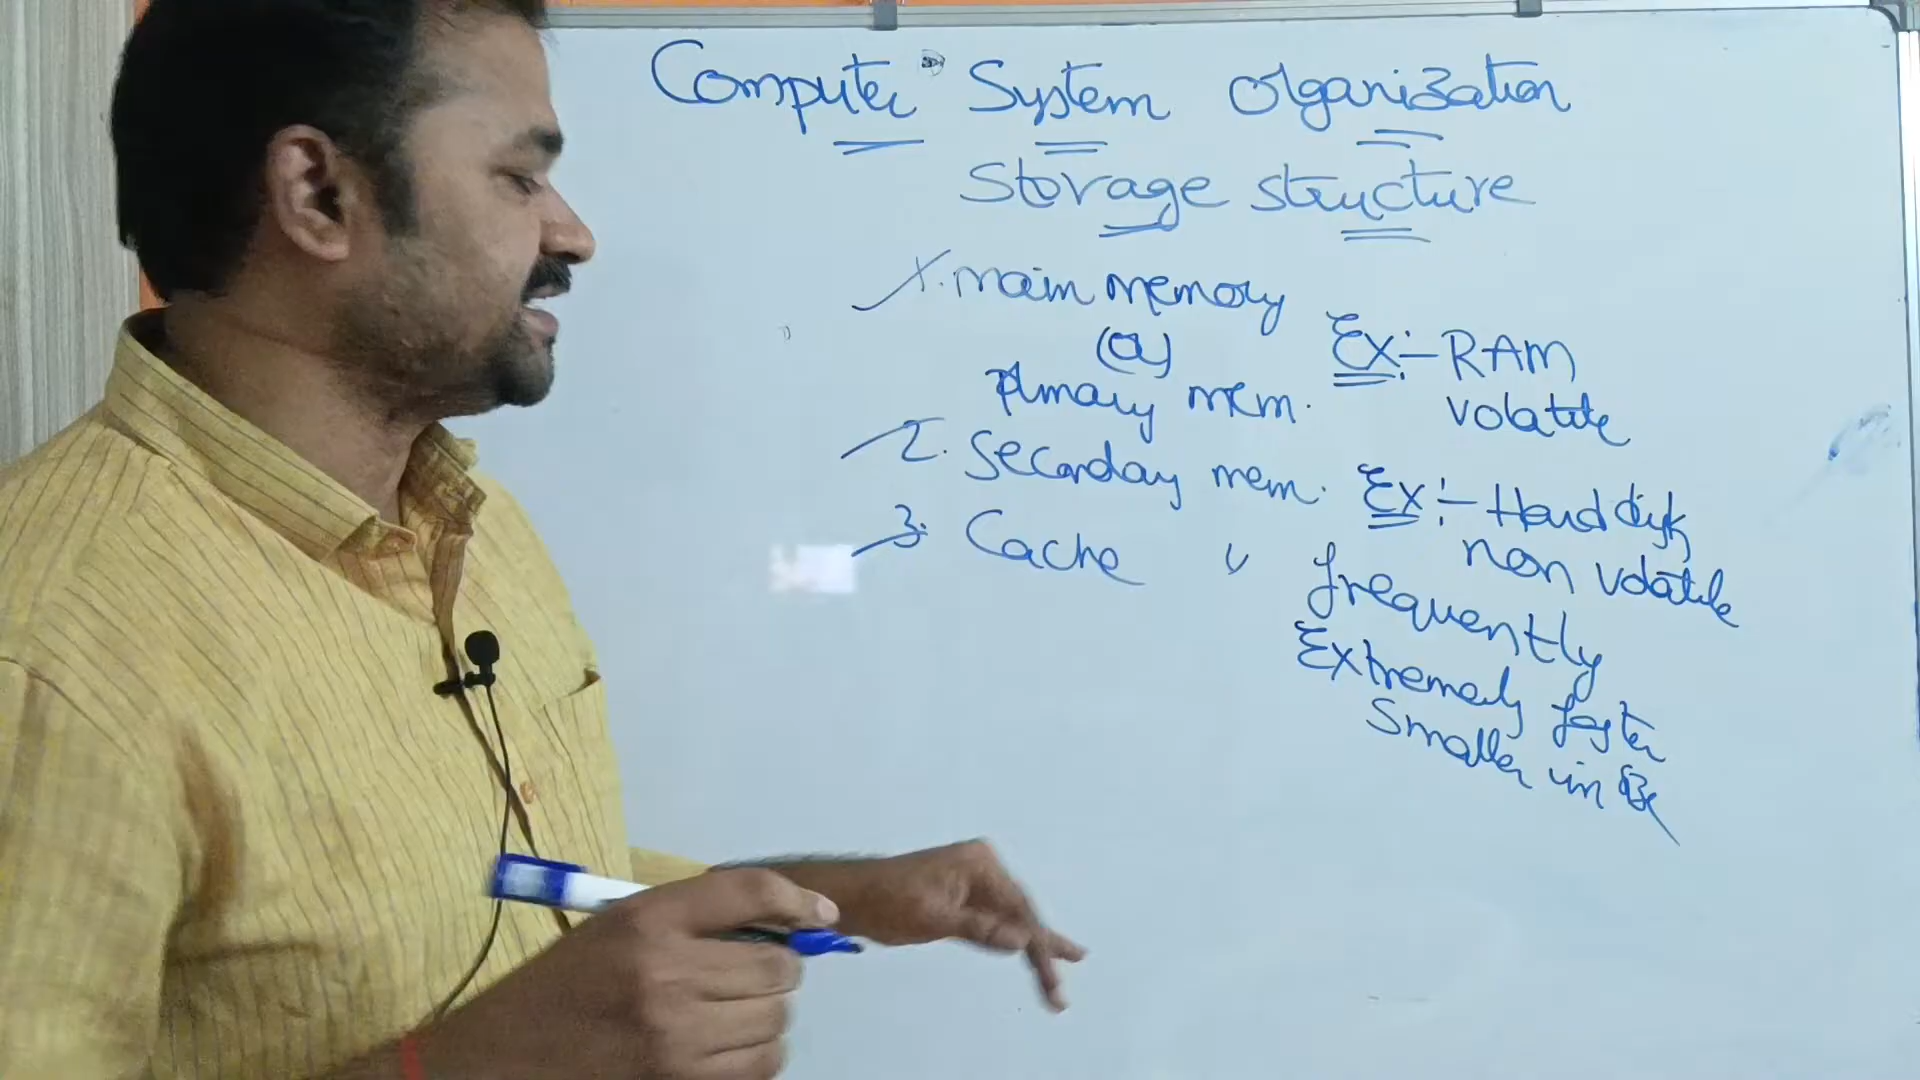 Computer System Organization
Storage structure
1. main memory
(or)
primary mem.
Ex:- RAM
volatile
2. Secondary mem.
Ex:- Hard disk
non volatile
3. Cache "
frequently
Extremely faster
Smaller in